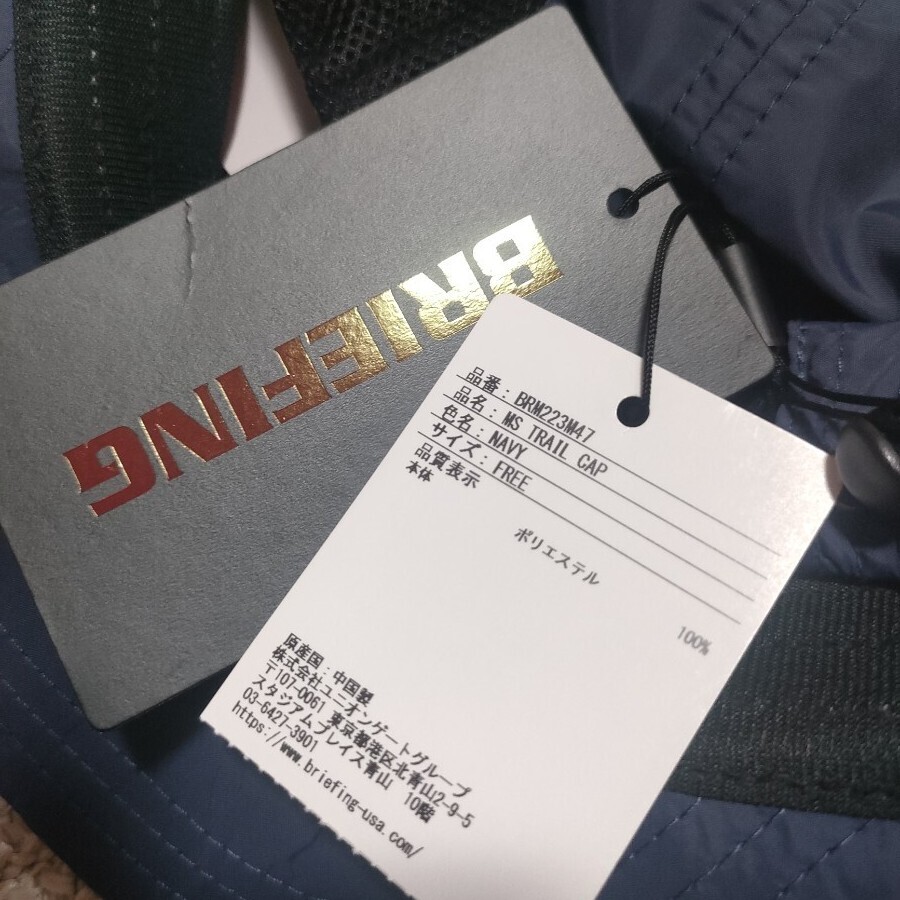 BRIEFING
品番: BRM223M47
品名: MS TRAIL CAP
色名: NAVY
サイズ: FREE
品質表示
本体
ポリエステル
100%
原産国:中国製
株式会社ユニオンゲートグループ
〒107-0061 東京都港区北青山2-9-5
スタジアムプレイス青山 10階
03-6427-3901
https://www.briefing-usa.com/